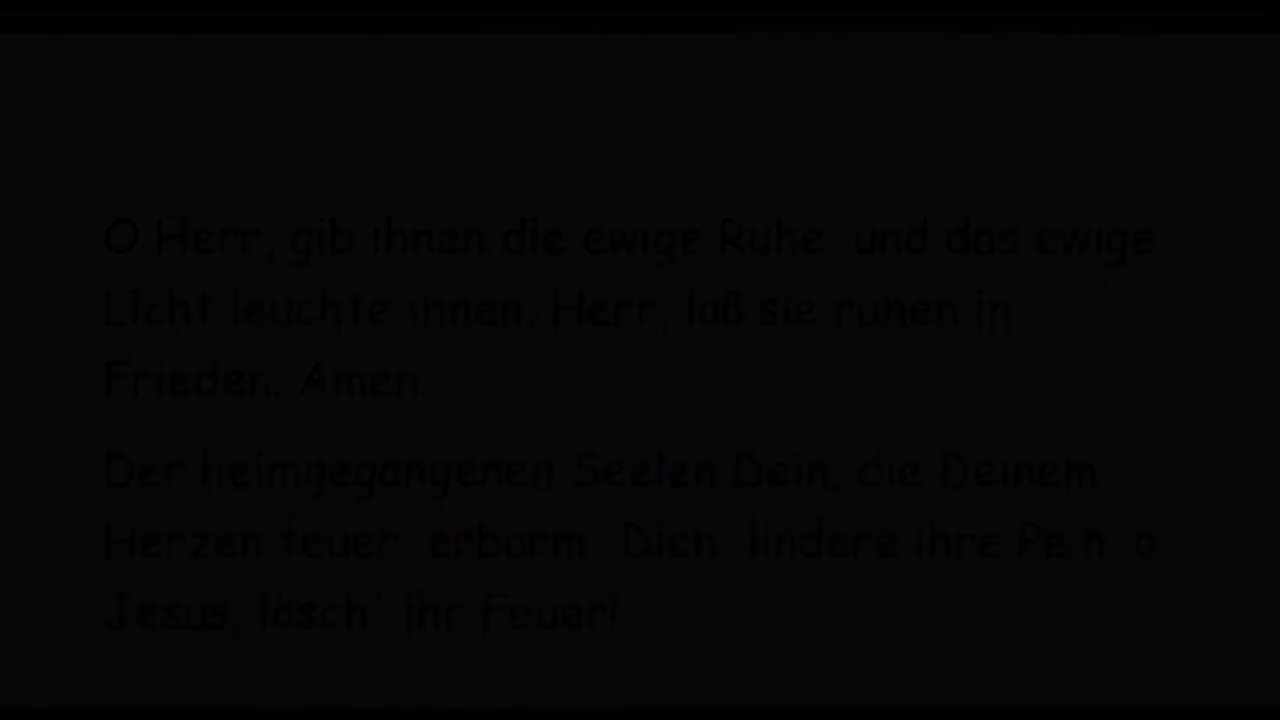 O Herr, gib ihnen die ewige Ruhe, und das ewige
Licht leuchte ihnen. Herr, laß sie ruhen in
Frieden. Amen.
Der heimgegangenen Seelen Dein, die Deinem
Herzen teuer, erbarm' Dich, lindere ihre Pein, o
Jesus, lösch' ihr Feuer!